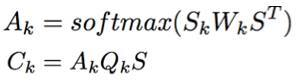 A_k = softmax(S_k W_k S^T)
C_k = A_k Q_k S